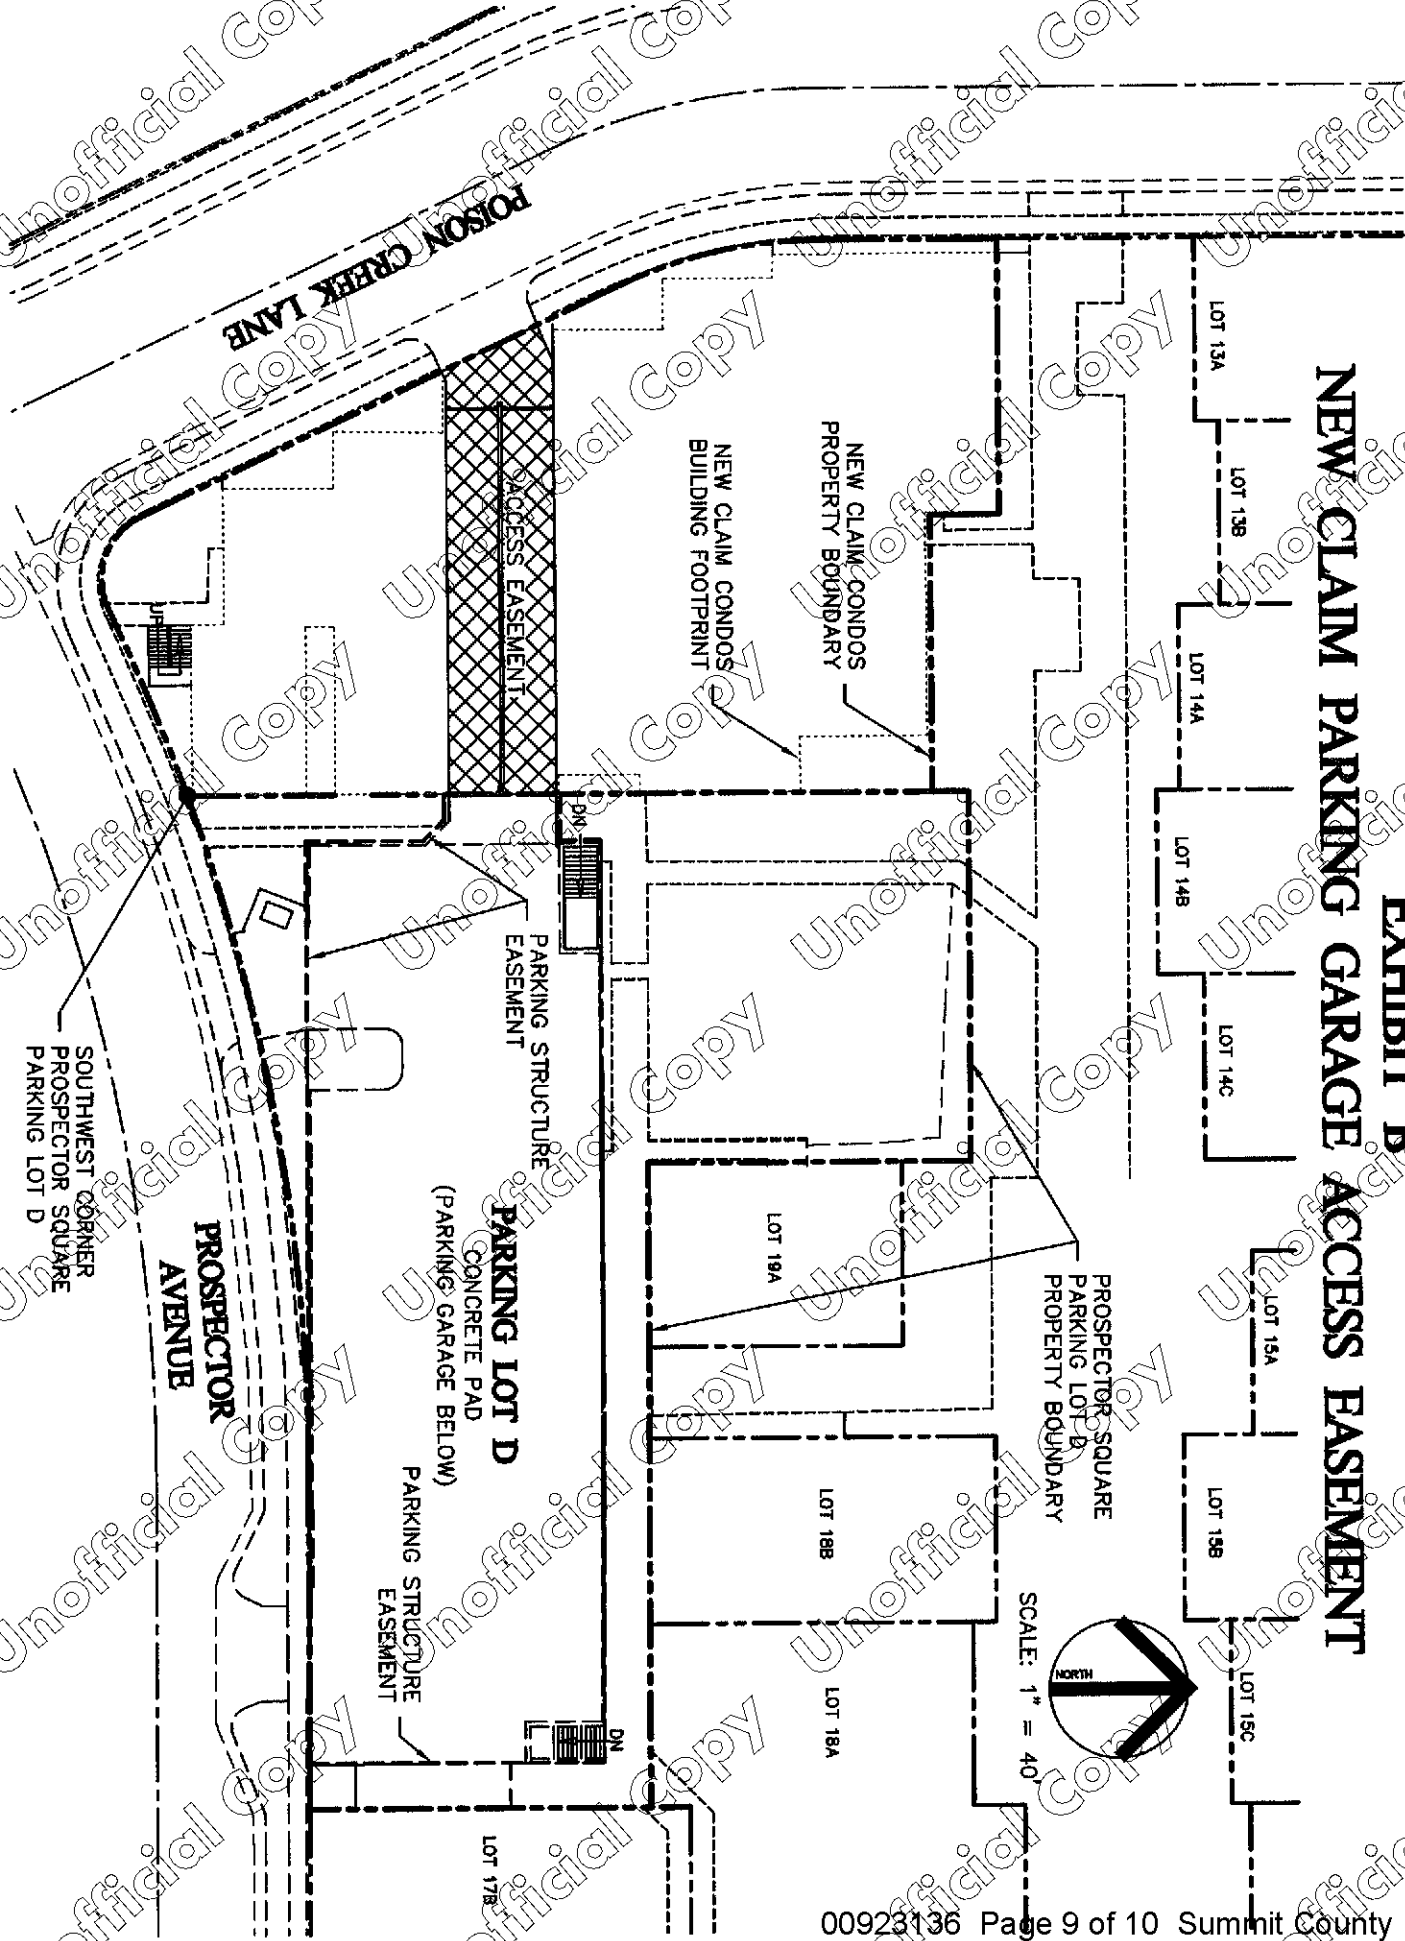 EXHIBIT B
NEW CLAIM PARKING GARAGE ACCESS EASEMENT
LOT 13A
LOT 13B
LOT 14A
LOT 14B
LOT 14C
LOT 15A
LOT 15B
LOT 15C
NORTH
SCALE: 1" = 40'
NEW CLAIM CONDOS
PROPERTY BOUNDARY
NEW CLAIM CONDOS
BUILDING FOOTPRINT
PROSPECTOR SQUARE
PARKING LOT D
PROPERTY BOUNDARY
LOT 19A
LOT 18B
LOT 18A
LOT 17B
POISON CREEK LANE
ACCESS EASEMENT
UP
DN
DN
PARKING STRUCTURE
EASEMENT
PARKING LOT D
CONCRETE PAD
(PARKING GARAGE BELOW)
PARKING STRUCTURE
EASEMENT
PROSPECTOR
AVENUE
SOUTHWEST CORNER
PROSPECTOR SQUARE
PARKING LOT D
Unofficial Copy
00923136 Page 9 of 10 Summit County